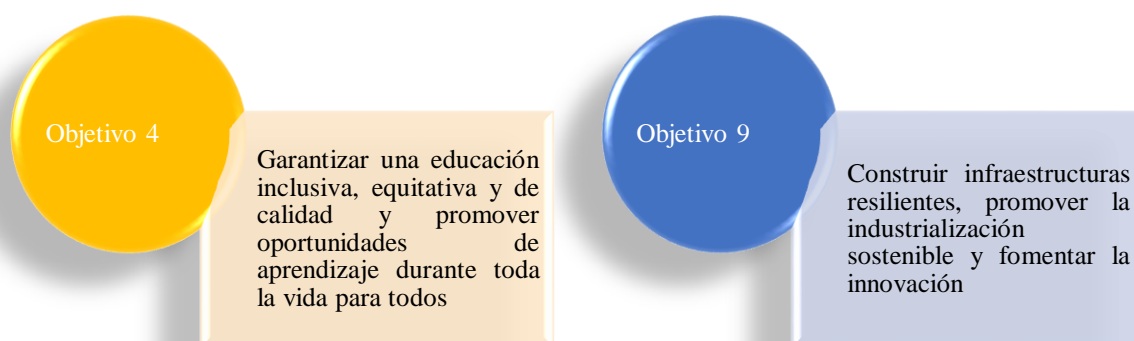 Objetivo 4
Garantizar una educación
inclusiva, equitativa y de
calidad y promover
oportunidades de
aprendizaje durante toda
la vida para todos
Objetivo 9
Construir infraestructuras
resilientes, promover la
industrialización
sostenible y fomentar la
innovación